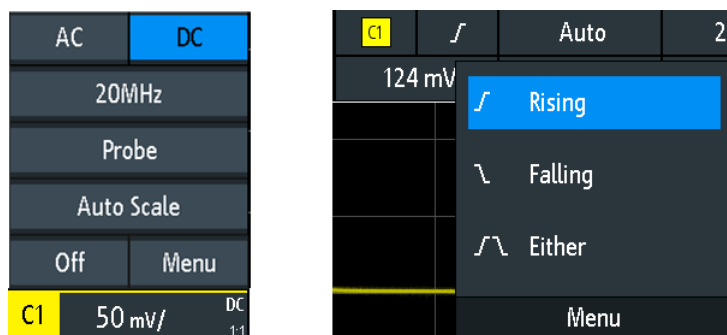 AC DC
20MHz
Probe
Auto Scale
Off Menu
C1 50 mV/ DC
1:1
C1 Auto 2
124 mV
Rising
Falling
Either
Menu